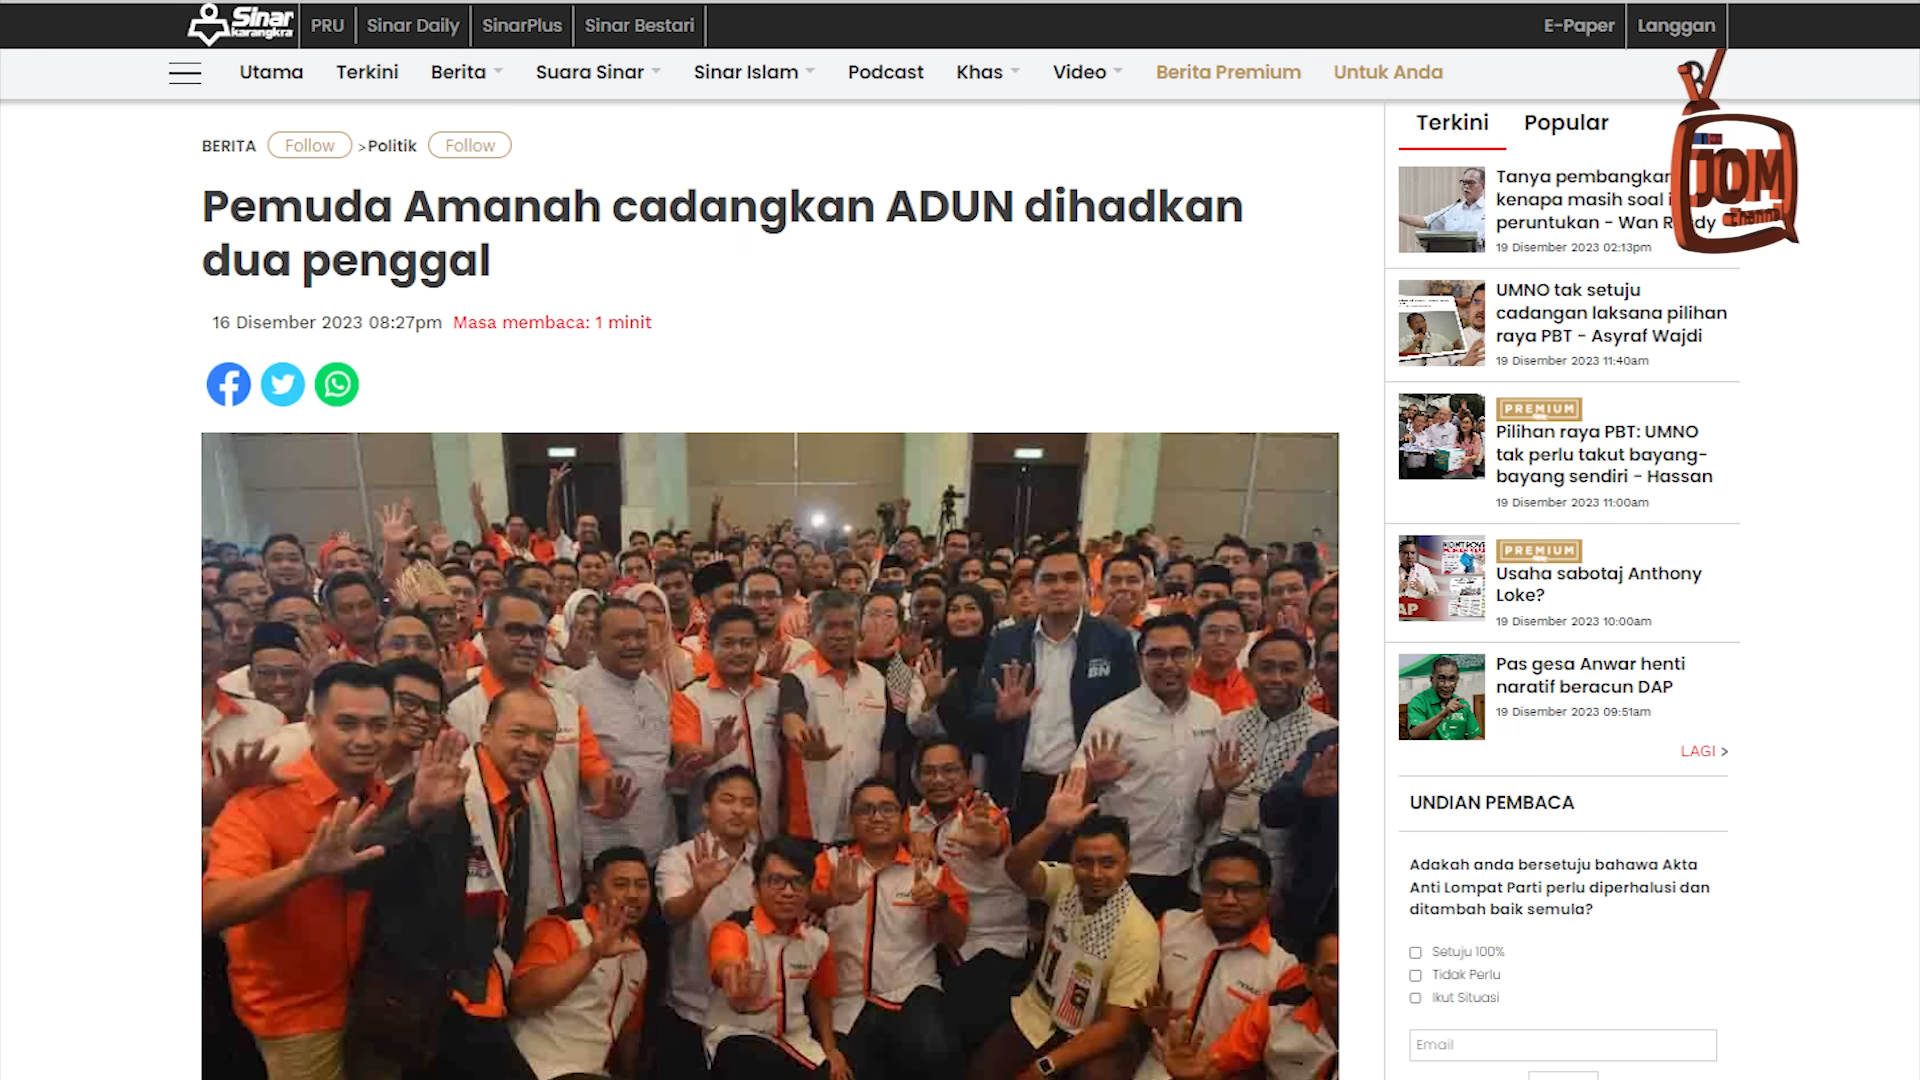 Sinar
karangkraf
PRU
Sinar Daily
SinarPlus
Sinar Bestari
E-Paper
Langgan
Utama
Terkini
Berita
Suara Sinar
Sinar Islam
Podcast
Khas
Video
Berita Premium
Untuk Anda
BERITA
Follow
>Politik
Follow
Pemuda Amanah cadangkan ADUN dihadkan
dua penggal
16 Disember 2023 08:27pm
Masa membaca: 1 minit
BN
Terkini
Popular
JOM
channel
Tanya pembangkan
kenapa masih soal
peruntukan - Wan
19 Disember 2023 02:13pm
UMNO tak setuju
cadangan laksana pilihan
raya PBT - Asyraf Wajdi
19 Disember 2023 11:40am
PREMIUM
Pilihan raya PBT: UMNO
tak perlu takut bayang-
bayang sendiri - Hassan
19 Disember 2023 11:00am
PREMIUM
Usaha sabotaj Anthony
Loke?
19 Disember 2023 10:00am
Pas gesa Anwar henti
naratif beracun DAP
19 Disember 2023 09:51am
LAGI >
UNDIAN PEMBACA
Adakah anda bersetuju bahawa Akta
Anti Lompat Parti perlu diperhalusi dan
ditambah baik semula?
Setuju 100%
Tidak Perlu
Ikut Situasi
Email